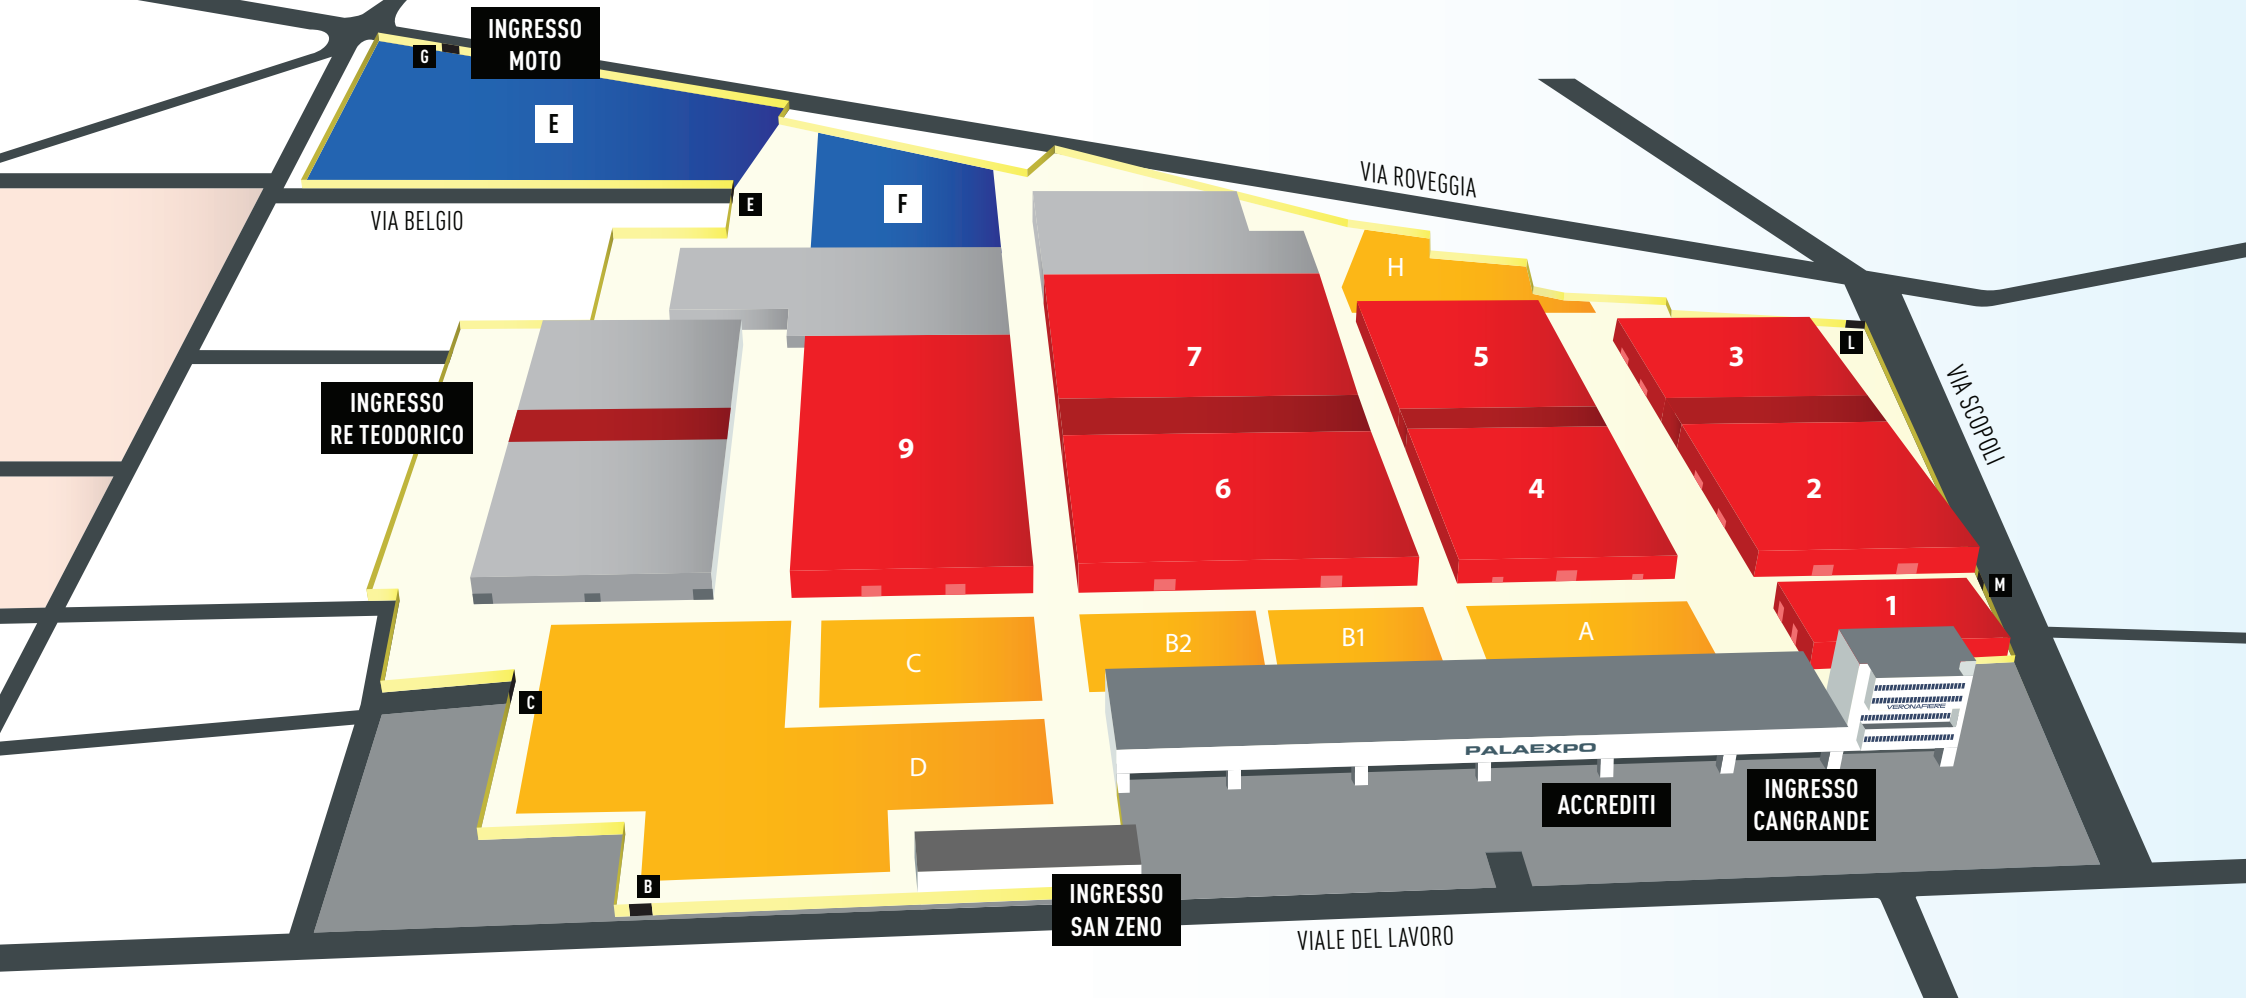 INGRESSO
MOTO
G
E
E
F
VIA BELGIO
VIA ROVEGGIA
H
L
VIA SCOPOLI
7
5
3
INGRESSO
RE TEODORICO
9
6
4
2
M
1
C
B2
B1
A
C
D
VERONAFIERE
PALAEXPO
ACCREDITI
INGRESSO
CANGRANDE
B
INGRESSO
SAN ZENO
VIALE DEL LAVORO